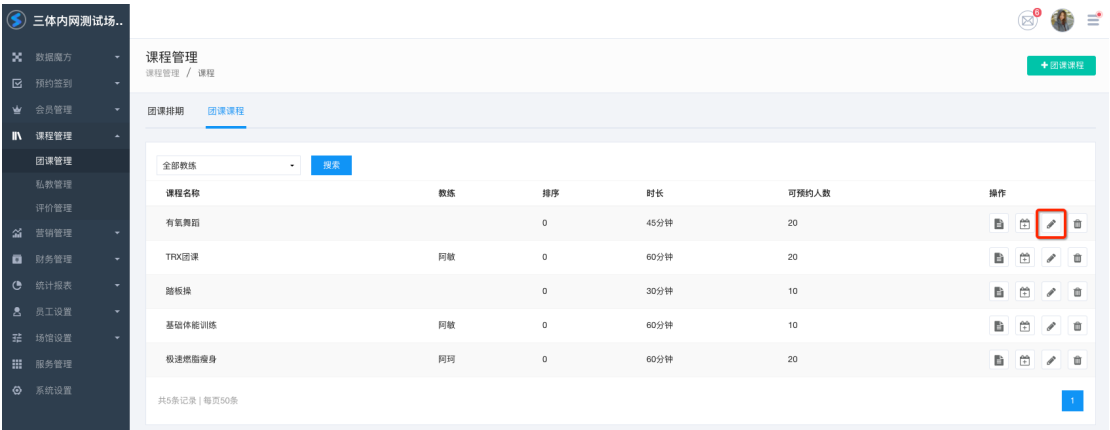 三体内网测试场..
6
数据魔方
预约签到
会员管理
课程管理
团课管理
私教管理
评价管理
营销管理
财务管理
统计报表
员工设置
场馆设置
服务管理
系统设置
课程管理
课程管理 / 课程
+团课课程
团课排期 团课课程
全部教练 搜索
课程名称 教练 排序 时长 可预约人数 操作
有氧舞蹈 0 45分钟 20
TRX团课 阿敏 0 60分钟 20
踏板操 0 30分钟 10
基础体能训练 阿敏 0 60分钟 10
极速燃脂瘦身 阿珂 0 60分钟 20
共5条记录 | 每页50条 1